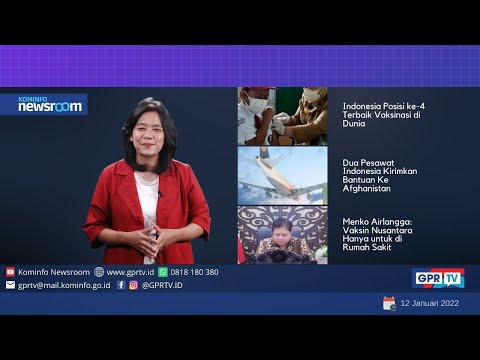 KOMINFO
newsroom
Indonesia Posisi ke-4
Terbaik Vaksinasi di
Dunia
Dua Pesawat
Indonesia Kirimkan
Bantuan Ke
Afghanistan
Menko Airlangga:
Vaksin Nusantara
Hanya untuk di
Rumah Sakit
Kominfo Newsroom www.gprtv.id 0818 180 380
gprtv@mail.kominfo.go.id @GPRTV.ID
GPR TV
12 Januari 2022